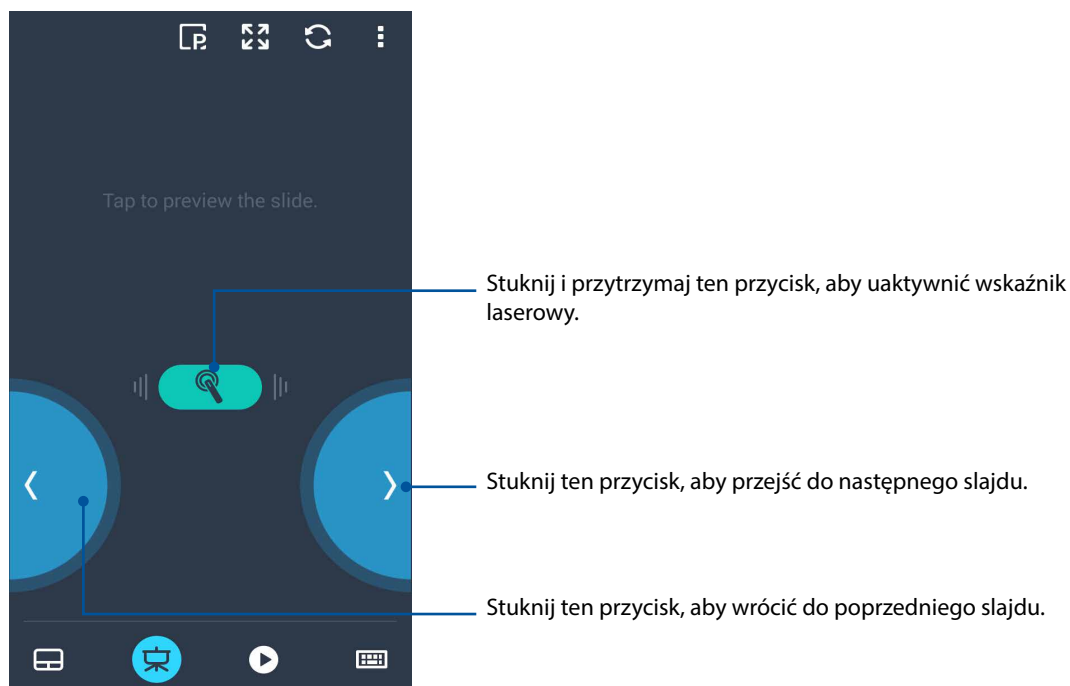 Tap to preview the slide.
Stuknij i przytrzymaj ten przycisk, aby uaktywnić wskaźnik
laserowy.
Stuknij ten przycisk, aby przejść do następnego slajdu.
Stuknij ten przycisk, aby wrócić do poprzedniego slajdu.